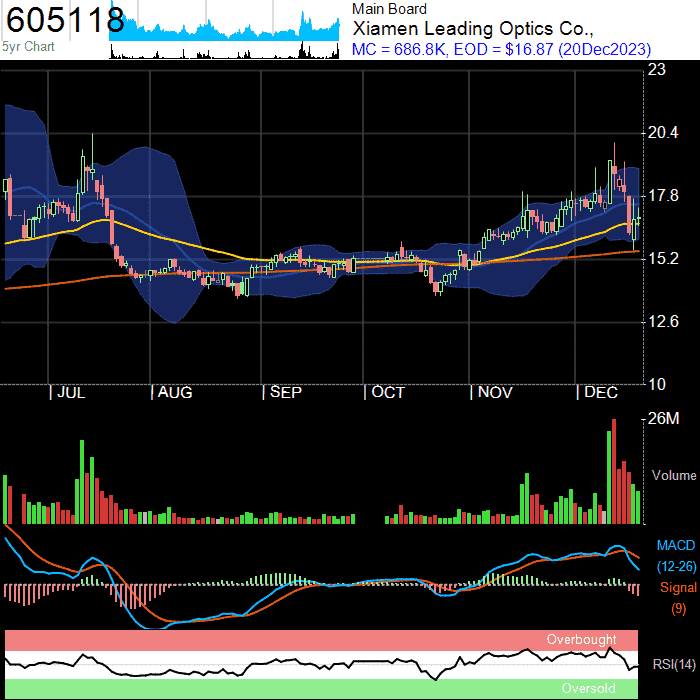 605118
5yr Chart
Main Board
Xiamen Leading Optics Co.,
MC = 686.8K, EOD = $16.87 (20Dec2023)
23
20.4
17.8
15.2
12.6
10
| JUL | AUG | SEP | OCT | NOV | DEC
26M
Volume
MACD
(12-26)
Signal
(9)
Overbought
RSI(14)
Oversold